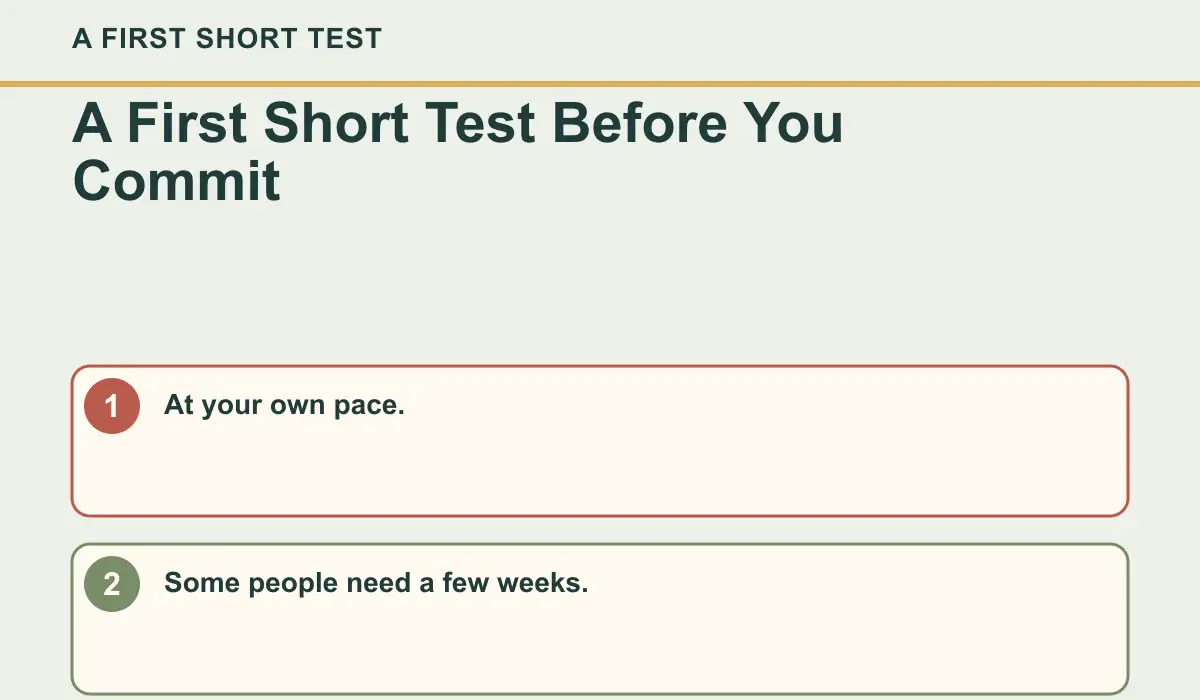 A FIRST SHORT TEST
A First Short Test Before You
Commit
1 At your own pace.
2 Some people need a few weeks.